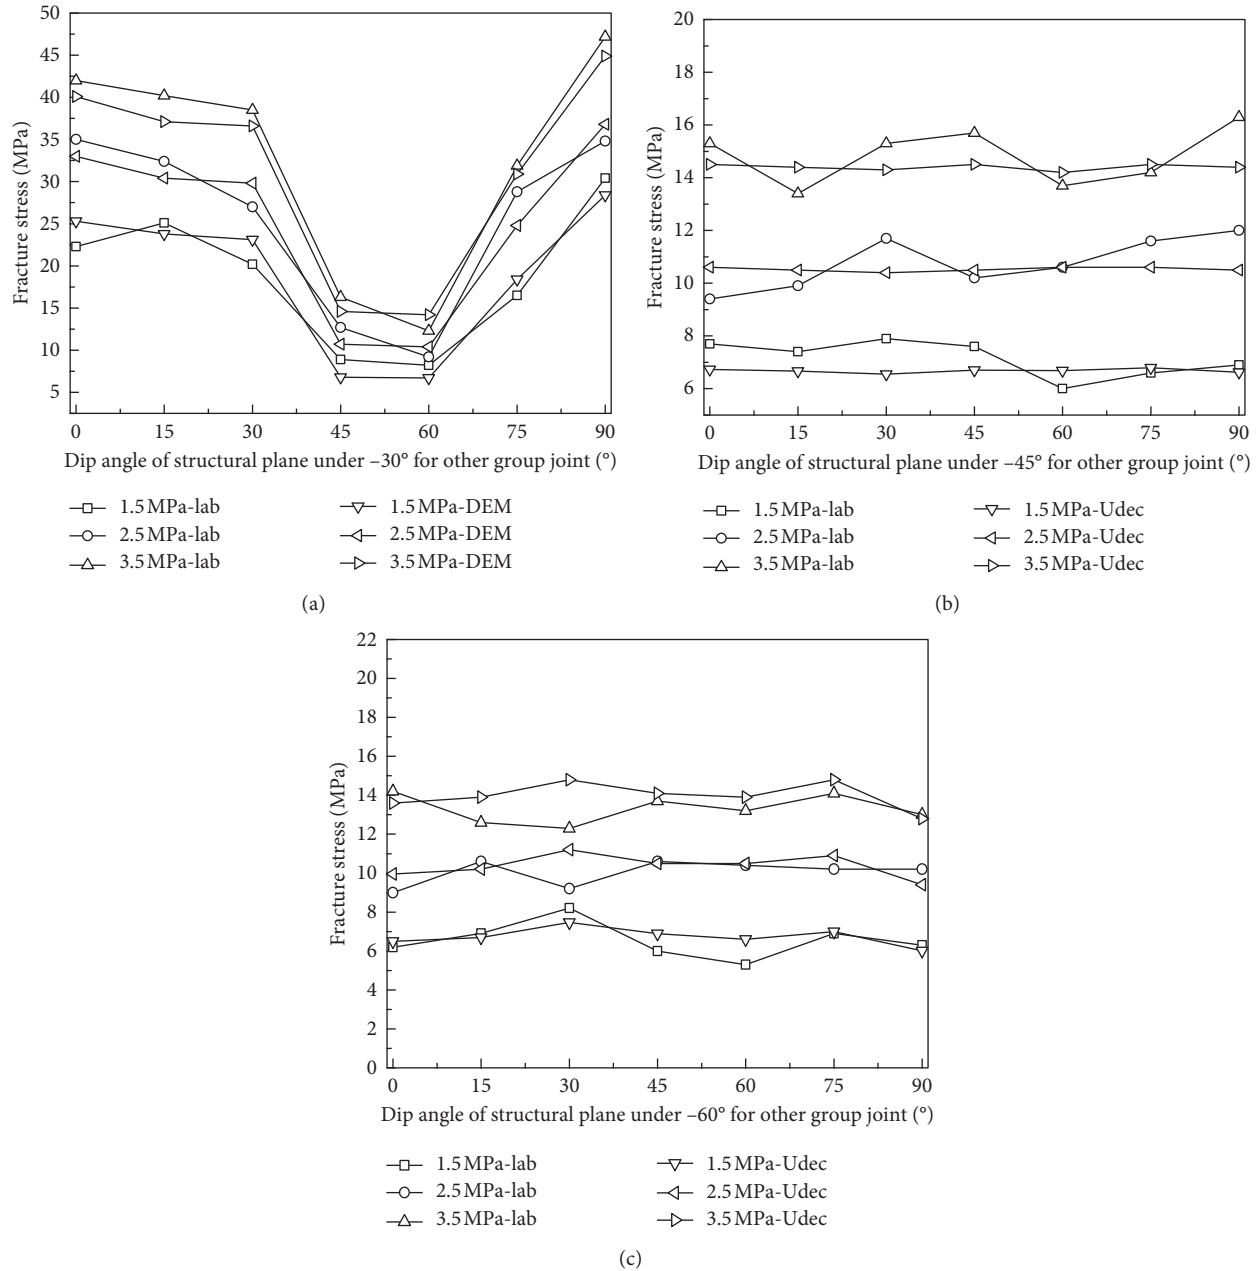 50
45
40
35
30
25
20
15
10
5
Fracture stress (MPa)
0 15 30 45 60 75 90
Dip angle of structural plane under –30° for other group joint (°)
1.5 MPa-lab 1.5 MPa-DEM
2.5 MPa-lab 2.5 MPa-DEM
3.5 MPa-lab 3.5 MPa-DEM
(a)
20
18
16
14
12
10
8
6
Fracture stress (MPa)
0 15 30 45 60 75 90
Dip angle of structural plane under –45° for other group joint (°)
1.5 MPa-lab 1.5 MPa-Udec
2.5 MPa-lab 2.5 MPa-Udec
3.5 MPa-lab 3.5 MPa-Udec
(b)
22
20
18
16
14
12
10
8
6
4
2
0
Fracture stress (MPa)
0 15 30 45 60 75 90
Dip angle of structural plane under –60° for other group joint (°)
1.5 MPa-lab 1.5 MPa-Udec
2.5 MPa-lab 2.5 MPa-Udec
3.5 MPa-lab 3.5 MPa-Udec
(c)